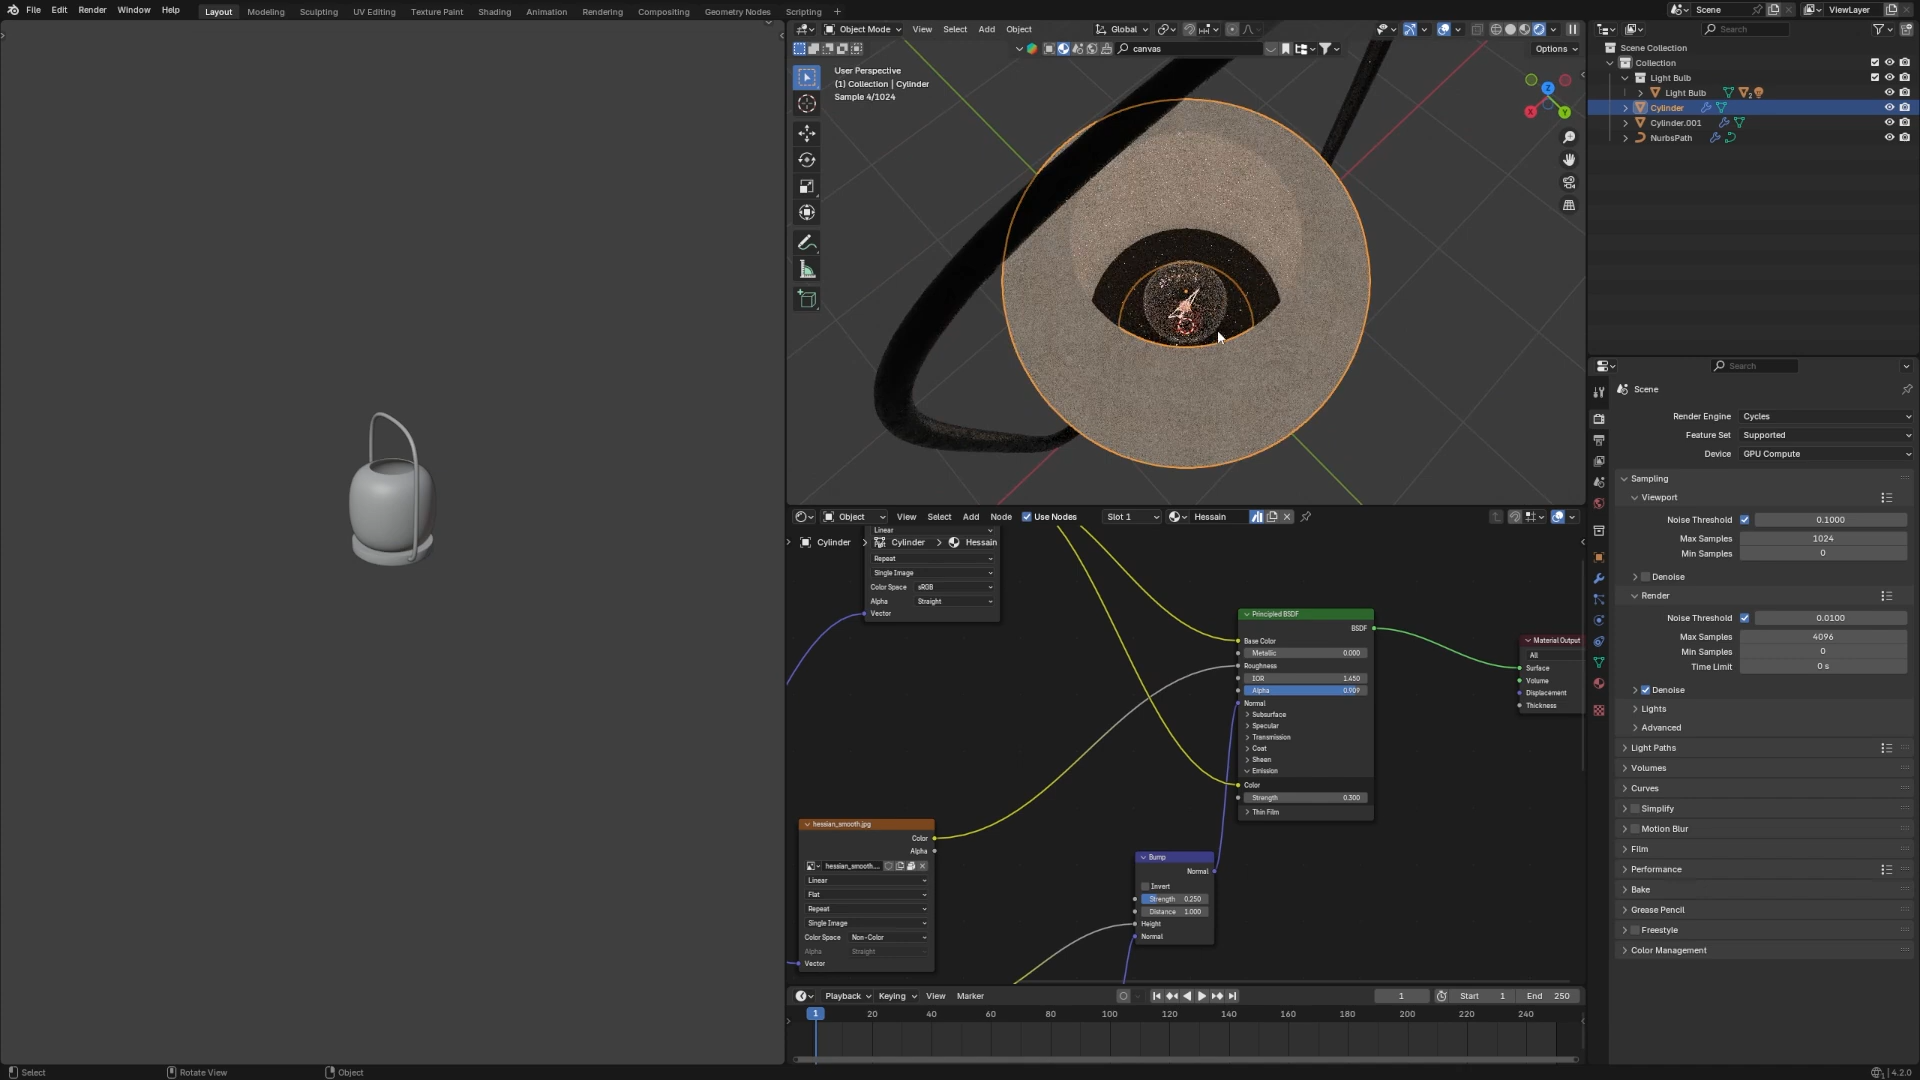 File Edit Render Window Help
Layout Modeling Sculpting UV Editing Texture Paint Shading Animation Rendering Compositing Geometry Nodes Scripting +
Scene
ViewLayer
Object Mode View Select Add Object
Global
canvas
Options
User Perspective
(1) Collection | Cylinder
Sample 4/1024
Z
X
Y
Search
Scene Collection
Collection
Light Bulb
Light Bulb
Cylinder
Cylinder.001
NurbsPath
Search
Scene
Render Engine Cycles
Feature Set Supported
Device GPU Compute
Sampling
Viewport
Noise Threshold 0.1000
Max Samples 1024
Min Samples 0
Denoise
Render
Noise Threshold 0.0100
Max Samples 4096
Min Samples 0
Time Limit 0 s
Denoise
Lights
Advanced
Light Paths
Volumes
Curves
Simplify
Motion Blur
Film
Performance
Bake
Grease Pencil
Freestyle
Color Management
Object View Select Add Node Use Nodes Slot 1 Hessain
Linear
Cylinder Cylinder Hessain
Repeat
Single Image
Color Space sRGB
Alpha Straight
Vector
Principled BSDF
BSDF
Base Color
Metallic 0.000
Roughness
IOR 1.450
Alpha 0.909
Normal
Subsurface
Specular
Transmission
Coat
Sheen
Emission
Color
Strength 0.300
Thin Film
Material Output
All
Surface
Volume
Displacement
Thickness
hessian_smooth.jpg
Color
Alpha
hessian_smooth....
Linear
Flat
Repeat
Single Image
Color Space Non-Color
Alpha Straight
Vector
Bump
Normal
Invert
Strength 0.250
Distance 1.000
Height
Normal
Playback Keying View Marker
1 Start 1 End 250
1 20 40 60 80 100 120 140 160 180 200 220 240
Select Rotate View Object
4.2.0